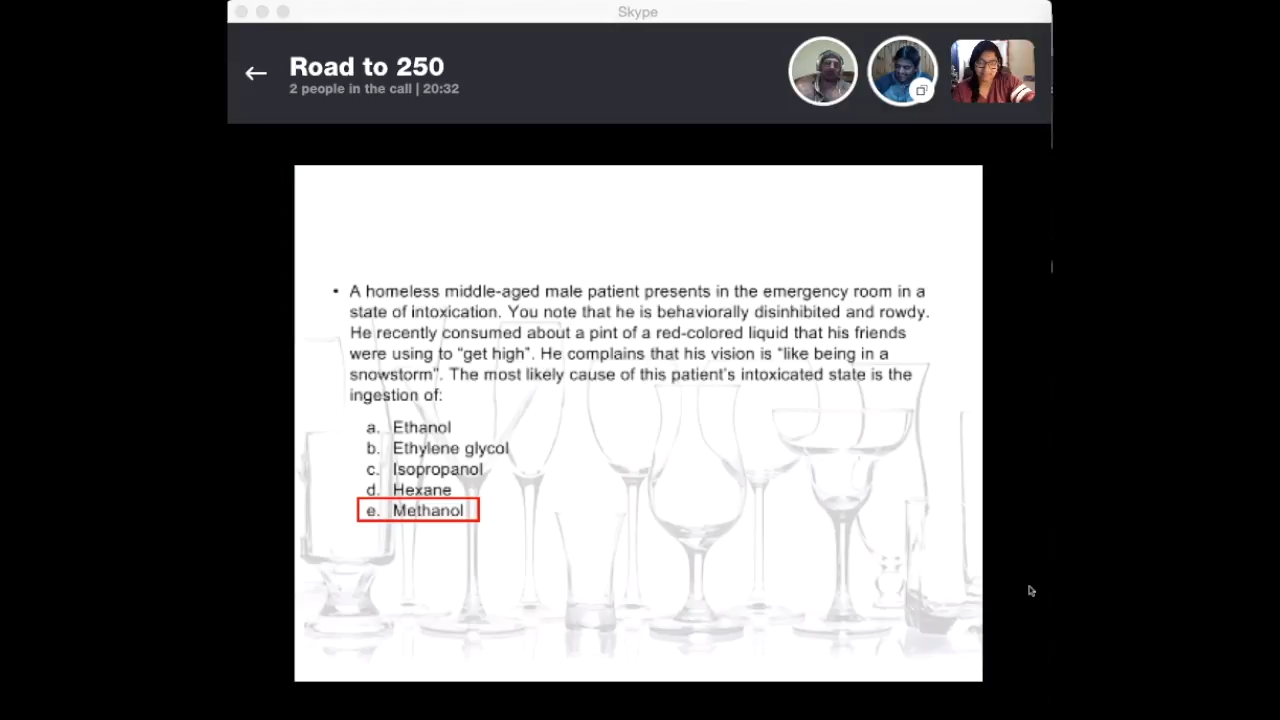 Skype
Road to 250
2 people in the call | 20:32
• A homeless middle-aged male patient presents in the emergency room in a
state of intoxication. You note that he is behaviorally disinhibited and rowdy.
He recently consumed about a pint of a red-colored liquid that his friends
were using to "get high". He complains that his vision is "like being in a
snowstorm". The most likely cause of this patient's intoxicated state is the
ingestion of:
a. Ethanol
b. Ethylene glycol
c. Isopropanol
d. Hexane
e. Methanol